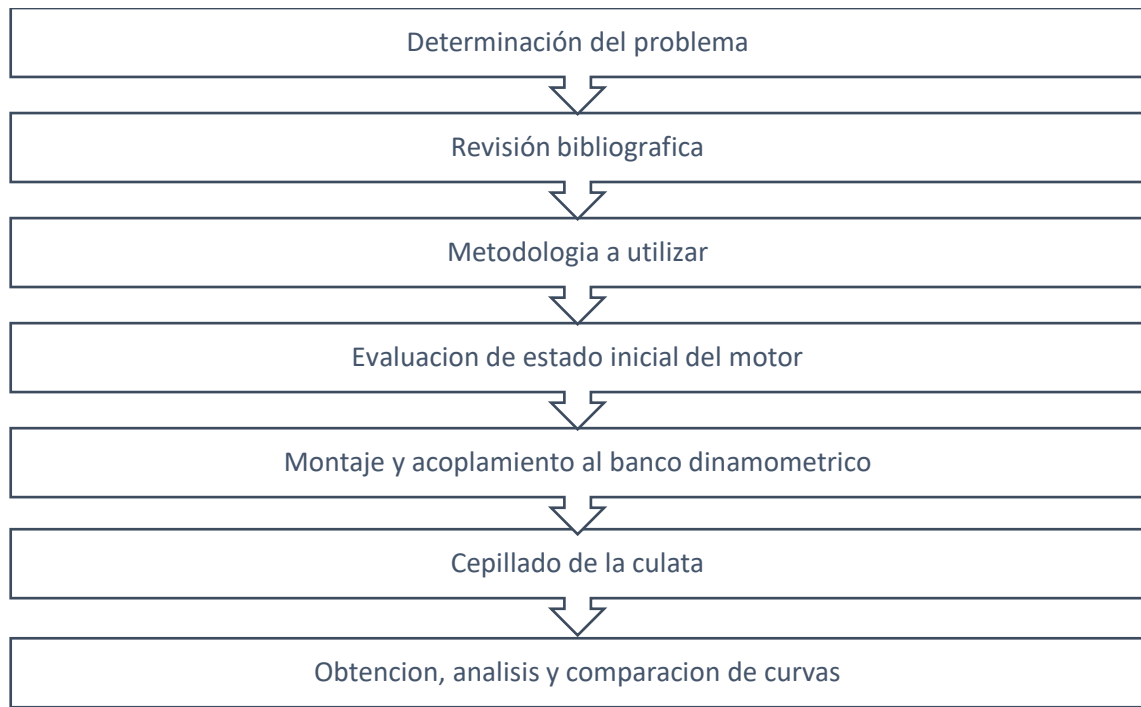 Determinación del problema
Revisión bibliografica
Metodologia a utilizar
Evaluacion de estado inicial del motor
Montaje y acoplamiento al banco dinamometrico
Cepillado de la culata
Obtencion, analisis y comparacion de curvas